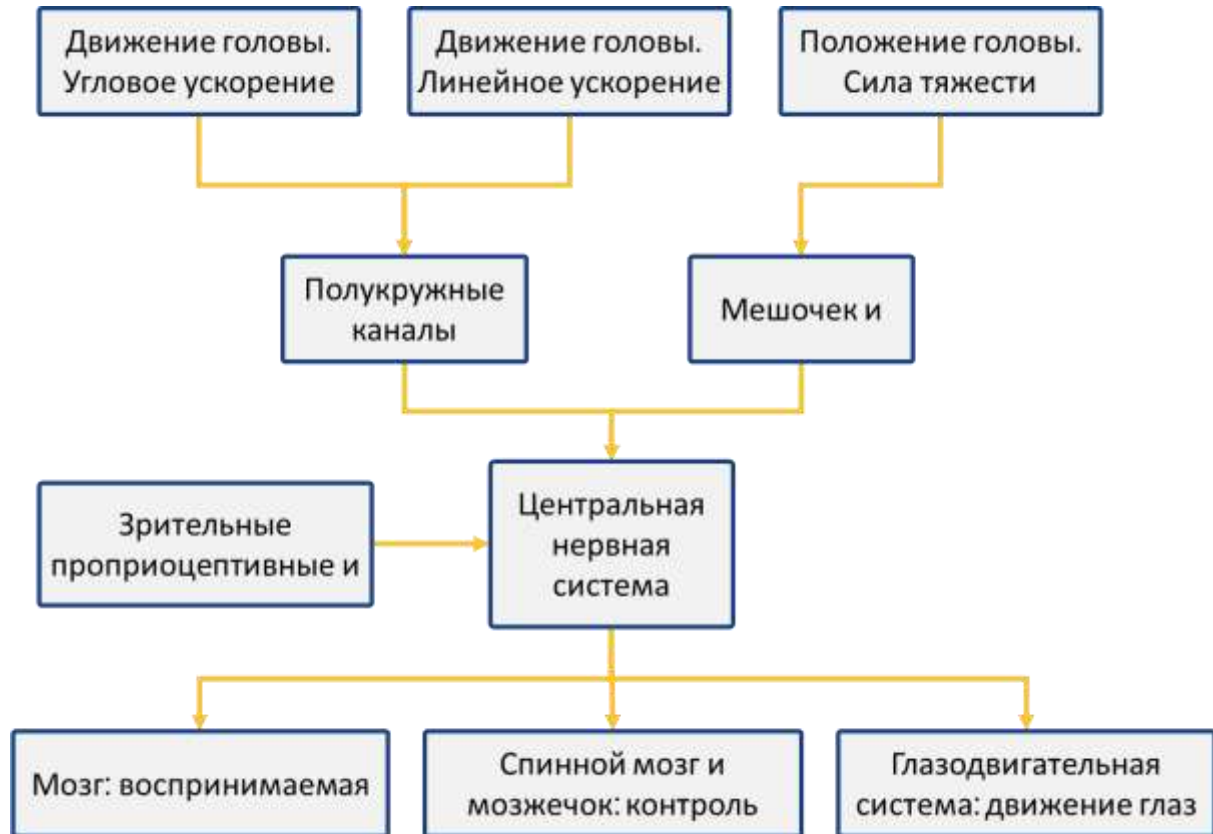 Движение головы.
Угловое ускорение
Движение головы.
Линейное ускорение
Положение головы.
Сила тяжести
Полукружные
каналы
Мешочек и
Зрительные
проприоцептивные и
Центральная
нервная
система
Мозг: воспринимаемая
Спинной мозг и
мозжечок: контроль
Глазодвигательная
система: движение глаз